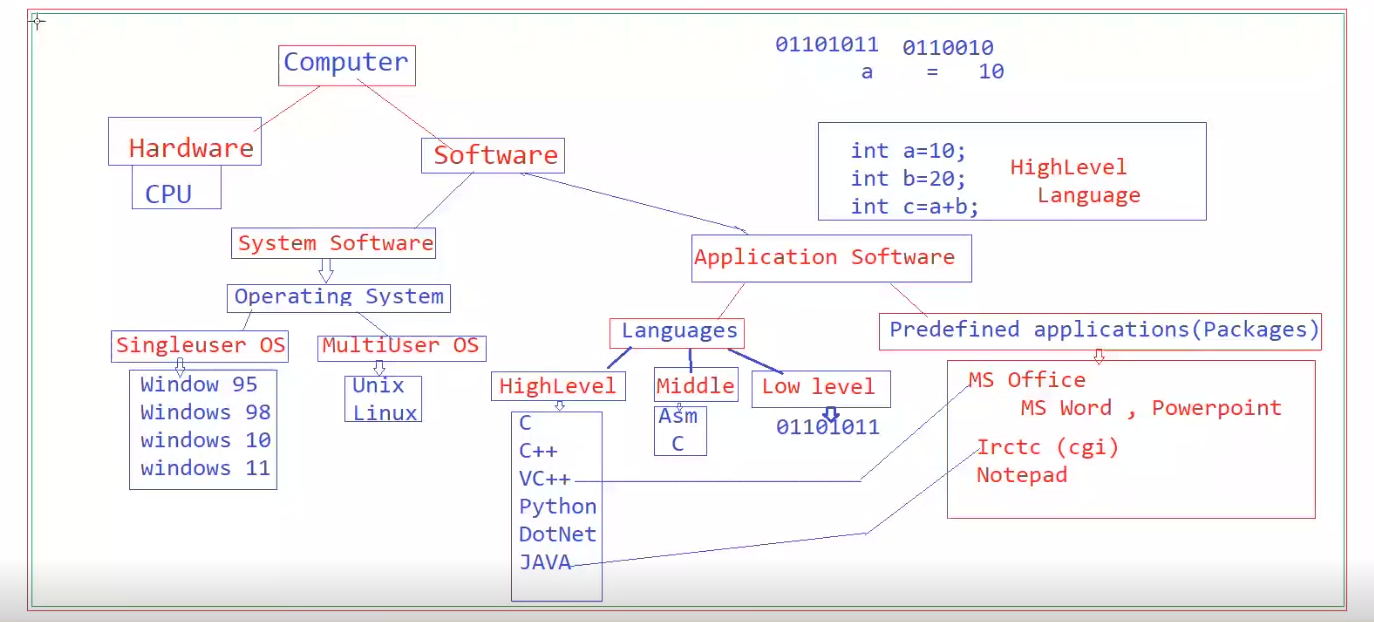 01101011 0110010
a = 10
Computer
Hardware
CPU
Software
int a=10;
int b=20;
int c=a+b;
HighLevel
Language
System Software
Application Software
Operating System
Languages
Predefined applications(Packages)
Singleuser OS
MultiUser OS
Window 95
Windows 98
windows 10
windows 11
Unix
Linux
HighLevel
Middle
Low level
C
C++
VC++
Python
DotNet
JAVA
Asm
C
01101011
MS Office
MS Word , Powerpoint
Irctc (cgi)
Notepad